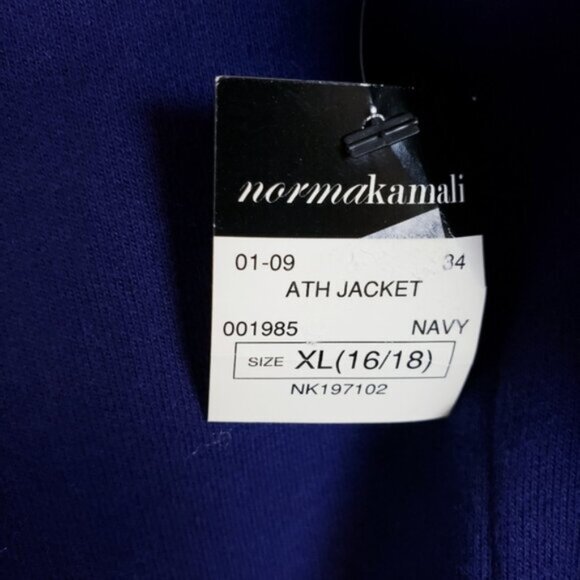 normakamali
01-09 34
ATH JACKET
001985 NAVY
SIZE XL(16/18)
NK197102